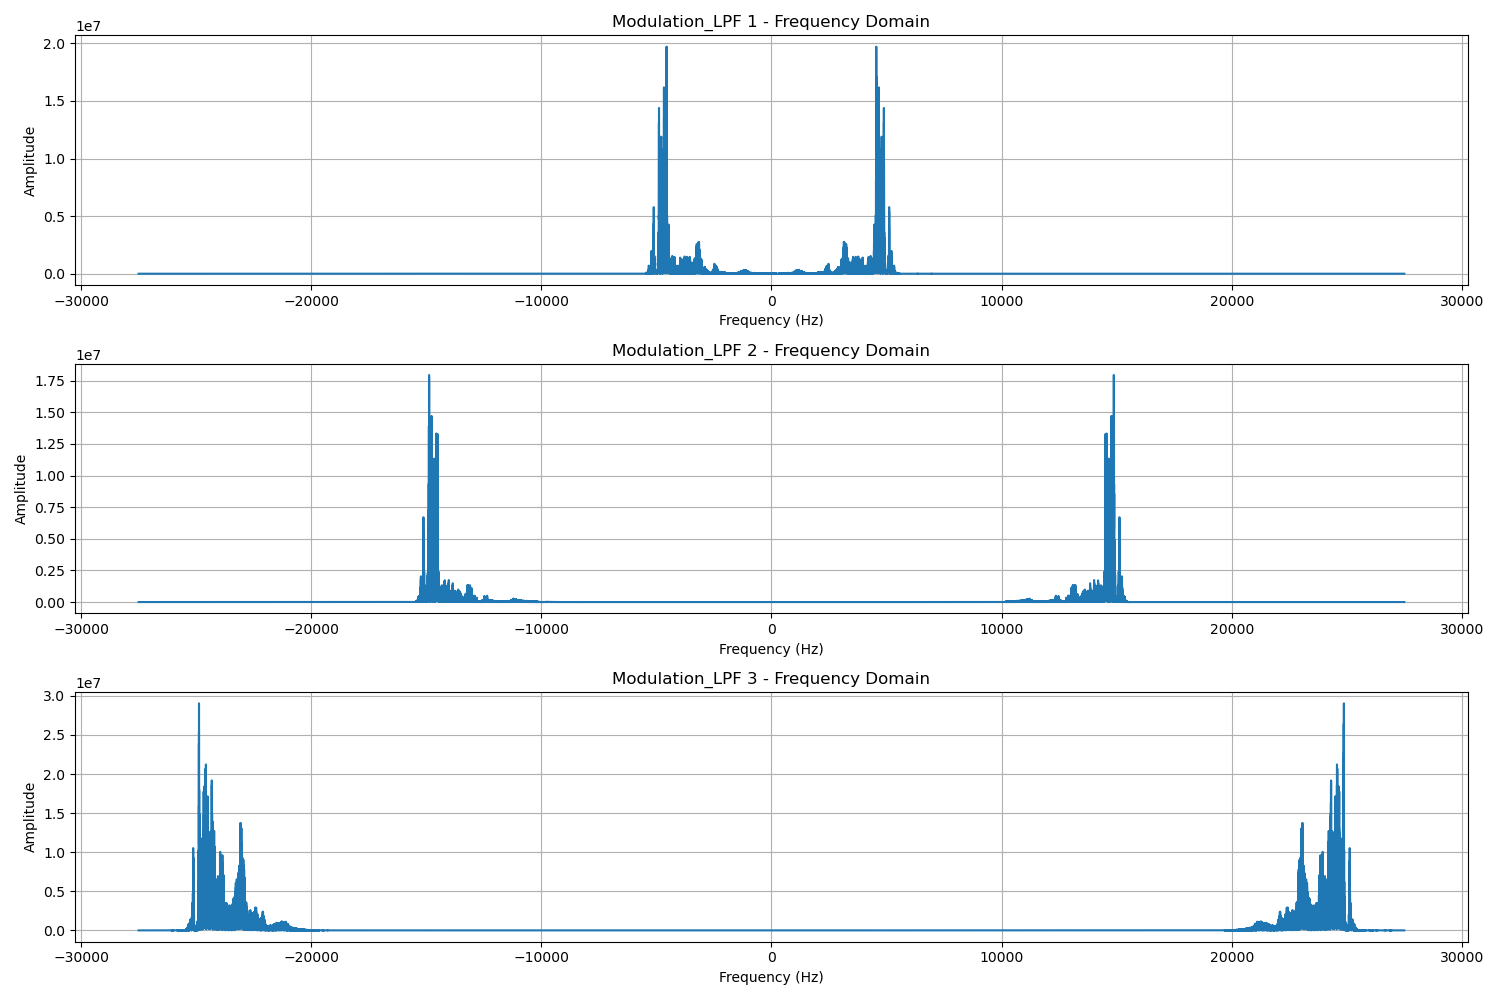 Modulation_LPF 1 - Frequency Domain
1e7
2.0
1.5
1.0
0.5
0.0
Amplitude
−30000 −20000 −10000 0 10000 20000 30000
Frequency (Hz)
Modulation_LPF 2 - Frequency Domain
1e7
1.75
1.50
1.25
1.00
0.75
0.50
0.25
0.00
Amplitude
−30000 −20000 −10000 0 10000 20000 30000
Frequency (Hz)
Modulation_LPF 3 - Frequency Domain
1e7
3.0
2.5
2.0
1.5
1.0
0.5
0.0
Amplitude
−30000 −20000 −10000 0 10000 20000 30000
Frequency (Hz)